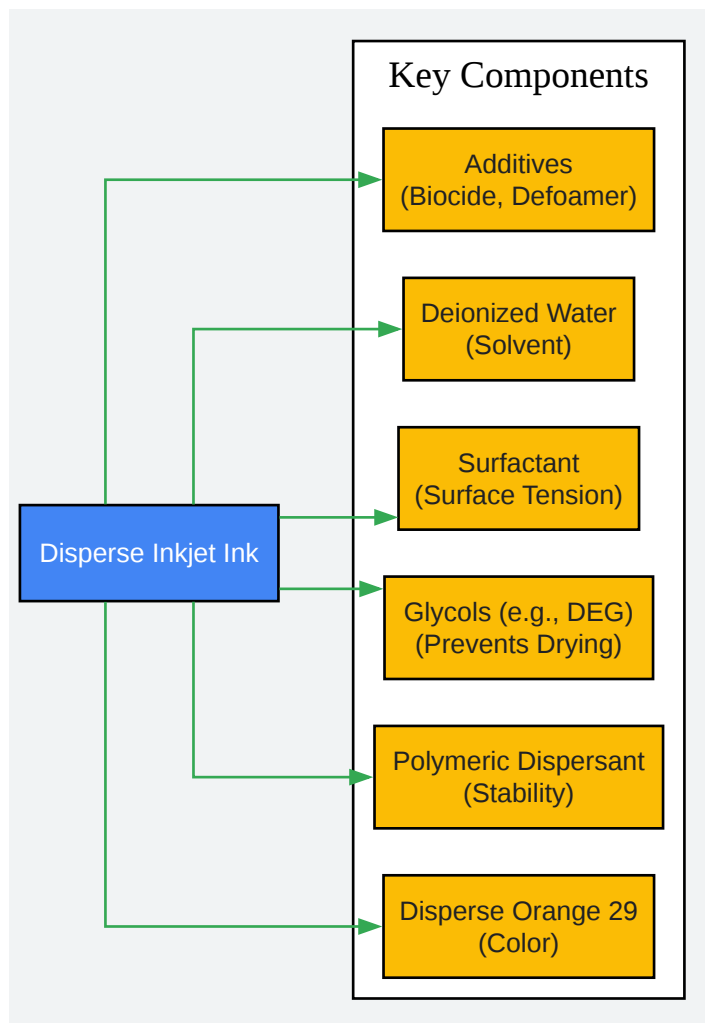 Key Components
Additives
(Biocide, Defoamer)
Deionized Water
(Solvent)
Surfactant
(Surface Tension)
Disperse Inkjet Ink
Glycols (e.g., DEG)
(Prevents Drying)
Polymeric Dispersant
(Stability)
Disperse Orange 29
(Color)